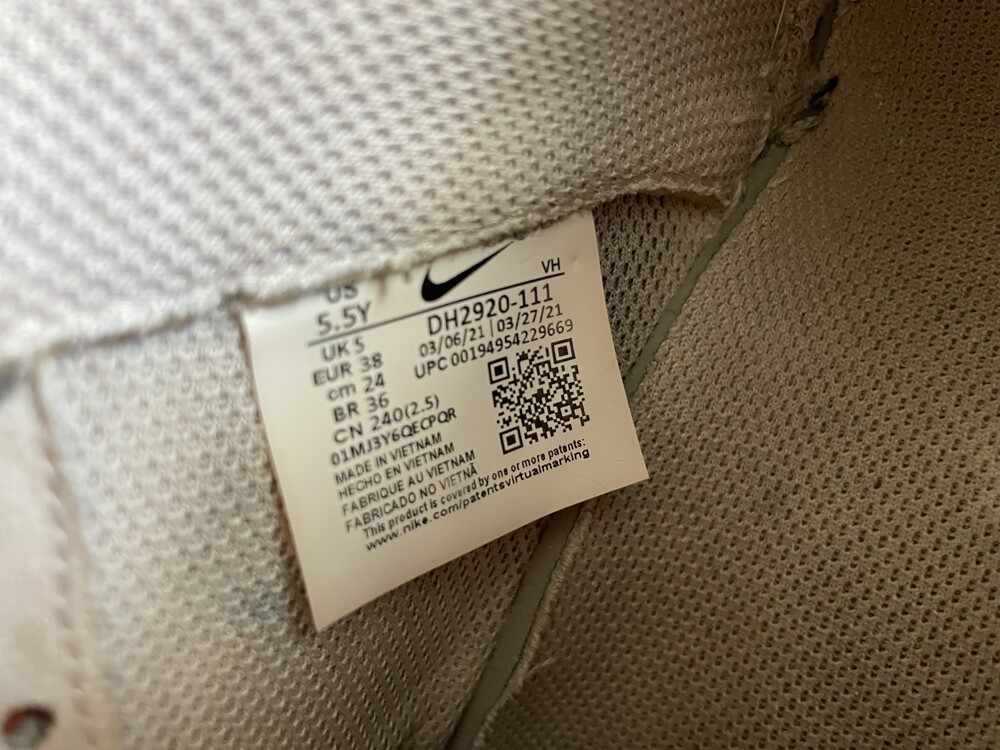 US
5.5Y
UK 5
EUR 38
cm 24
BR 36
CN 240(2.5)
01MJ3Y6QECPQR
VH
DH2920-111
03/06/21 | 03/27/21
UPC 00194954229669
MADE IN VIETNAM
HECHO EN VIETNAM
FABRIQUE AU VIETNAM
FABRICADO NO VIETNÃ
This product is covered by one or more patents:
www.nike.com/patentsvirtualmarking